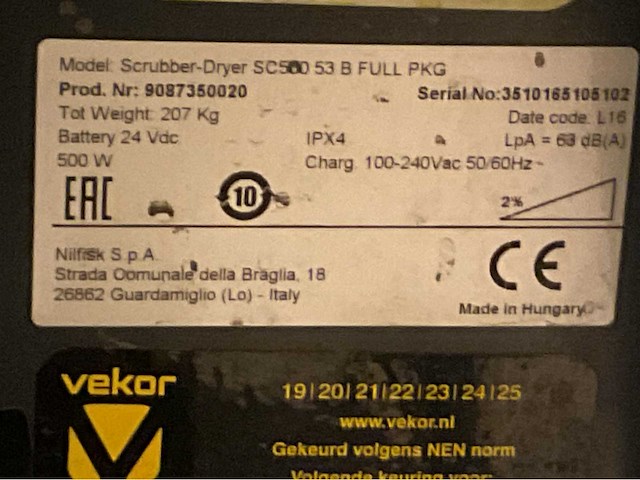 Model: Scrubber-Dryer SC500 53 B FULL PKG
Prod. Nr: 9087350020 Serial No:3510165105102
Tot Weight: 207 Kg Date code: L16
Battery 24 Vdc IPX4 LpA = 63 dB(A)
500 W Charg. 100-240Vac 50/60Hz~
EAC 10 2%
Nilfisk S.p.A.
Strada Comunale della Braglia, 18
26862 Guardamiglio (Lo) - Italy
CE
Made in Hungary
vekor
19|20|21|22|23|24|25
www.vekor.nl
Gekeurd volgens NEN norm
Volgende keuring voor: